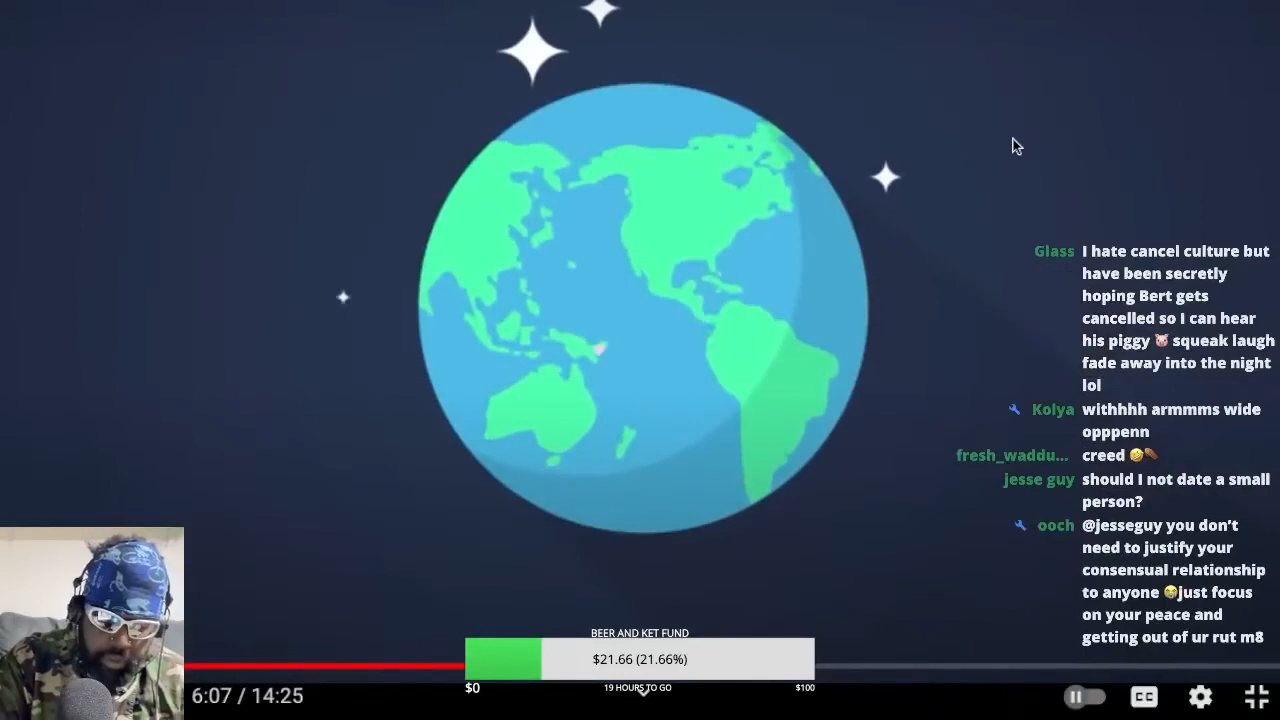 Glass I hate cancel culture but
have been secretly
hoping Bert gets
cancelled so I can hear
his piggy 🐷 squeak laugh
fade away into the night
lol
Kolya withhhh armmms wide
opppenn
fresh_waddu... creed 🤣🪵
jesse guy should I not date a small
person?
ooch @jesseguy you don’t
need to justify your
consensual relationship
to anyone 😭just focus
on your peace and
getting out of ur rut m8
BEER AND KET FUND
$21.66 (21.66%)
$0 19 HOURS TO GO $100
6:07 / 14:25
CC